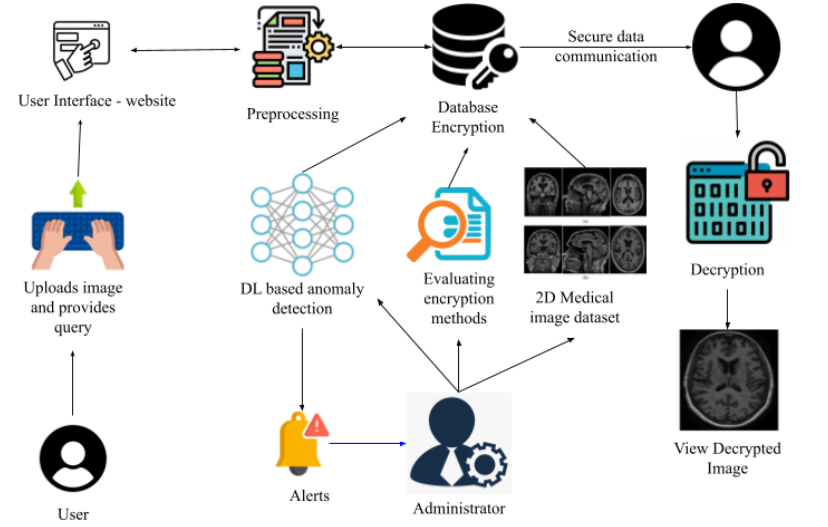 Secure data
communication
User Interface - website
Preprocessing
Database
Encryption
Uploads image
and provides
query
DL based anomaly
detection
Evaluating
encryption
methods
2D Medical
image dataset
Decryption
View Decrypted
Image
Alerts
Administrator
User